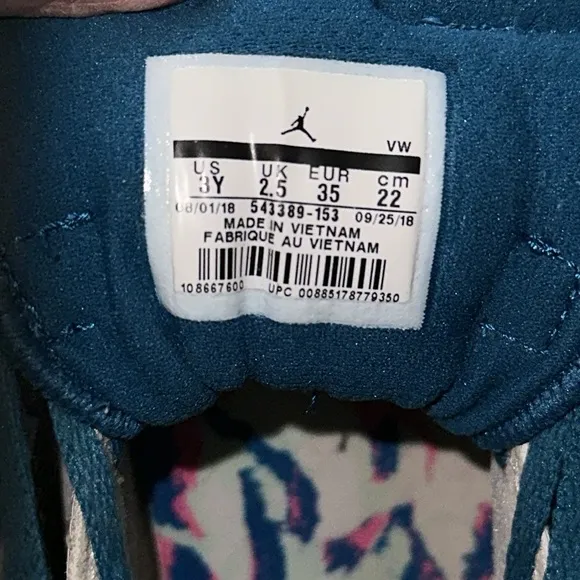 VW
US UK EUR cm
3Y 2.5 35 22
08/01/18 543389-153 09/25/18
MADE IN VIETNAM
FABRIQUE AU VIETNAM
108667600 UPC 00885178779350